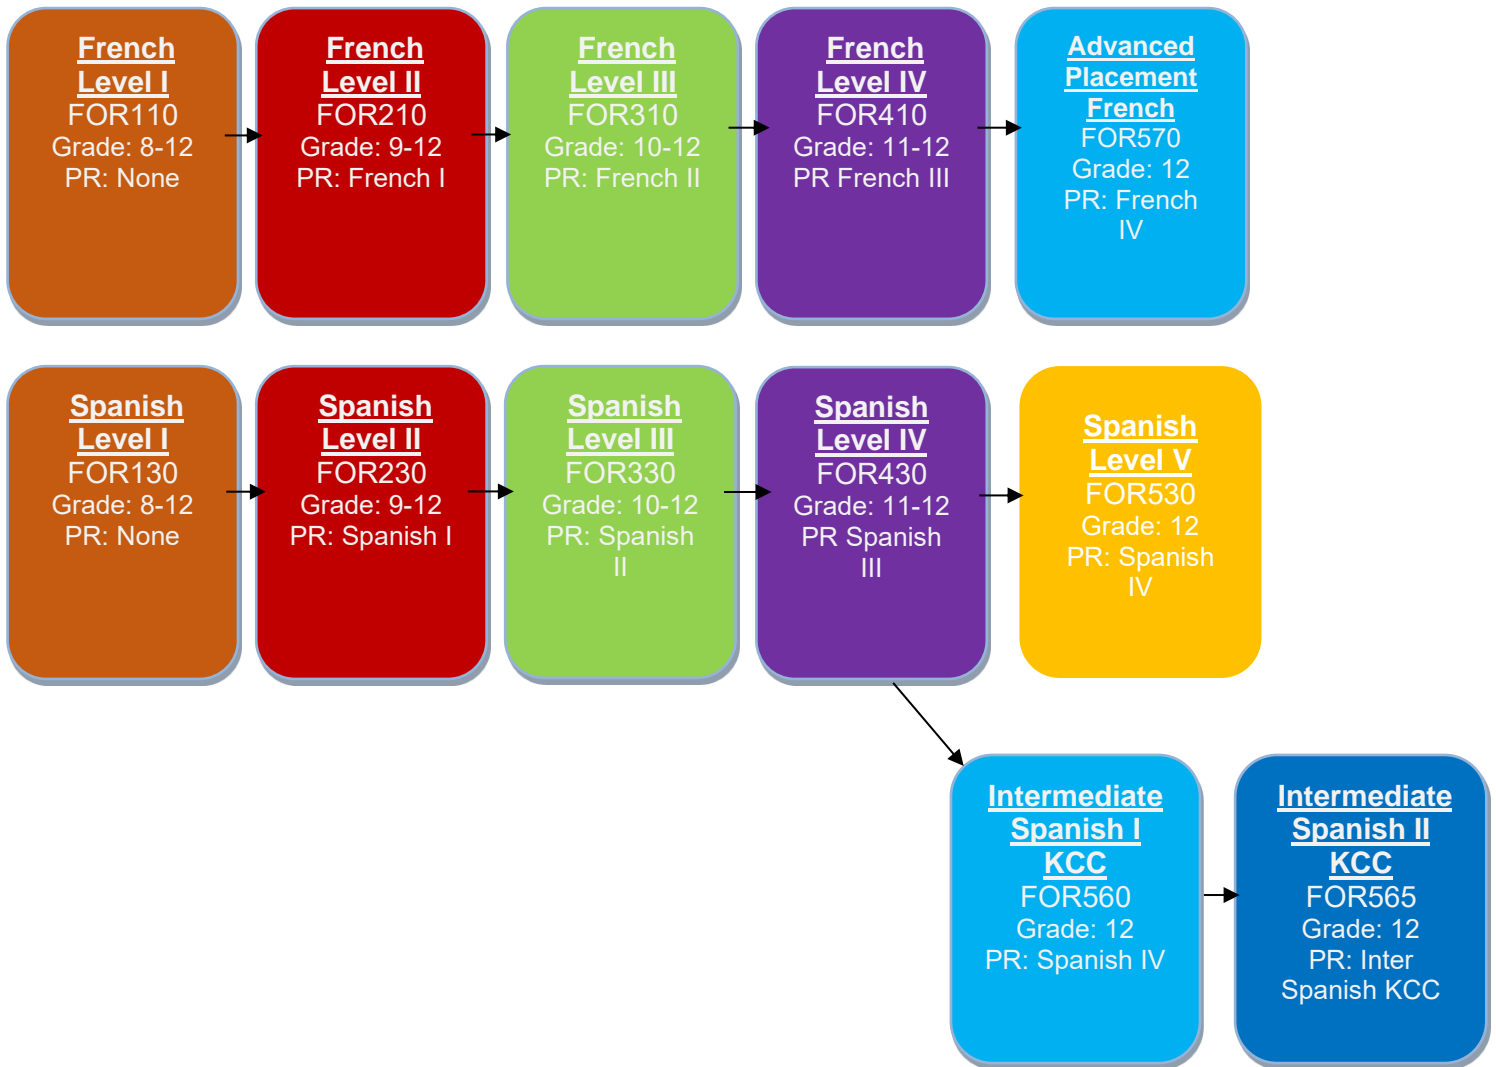 French
Level I
FOR110
Grade: 8-12
PR: None
French
Level II
FOR210
Grade: 9-12
PR: French I
French
Level III
FOR310
Grade: 10-12
PR: French II
French
Level IV
FOR410
Grade: 11-12
PR French III
Advanced
Placement
French
FOR570
Grade: 12
PR: French
IV
Spanish
Level I
FOR130
Grade: 8-12
PR: None
Spanish
Level II
FOR230
Grade: 9-12
PR: Spanish I
Spanish
Level III
FOR330
Grade: 10-12
PR: Spanish
II
Spanish
Level IV
FOR430
Grade: 11-12
PR Spanish
III
Spanish
Level V
FOR530
Grade: 12
PR: Spanish
IV
Intermediate
Spanish I
KCC
FOR560
Grade: 12
PR: Spanish IV
Intermediate
Spanish II
KCC
FOR565
Grade: 12
PR: Inter
Spanish KCC